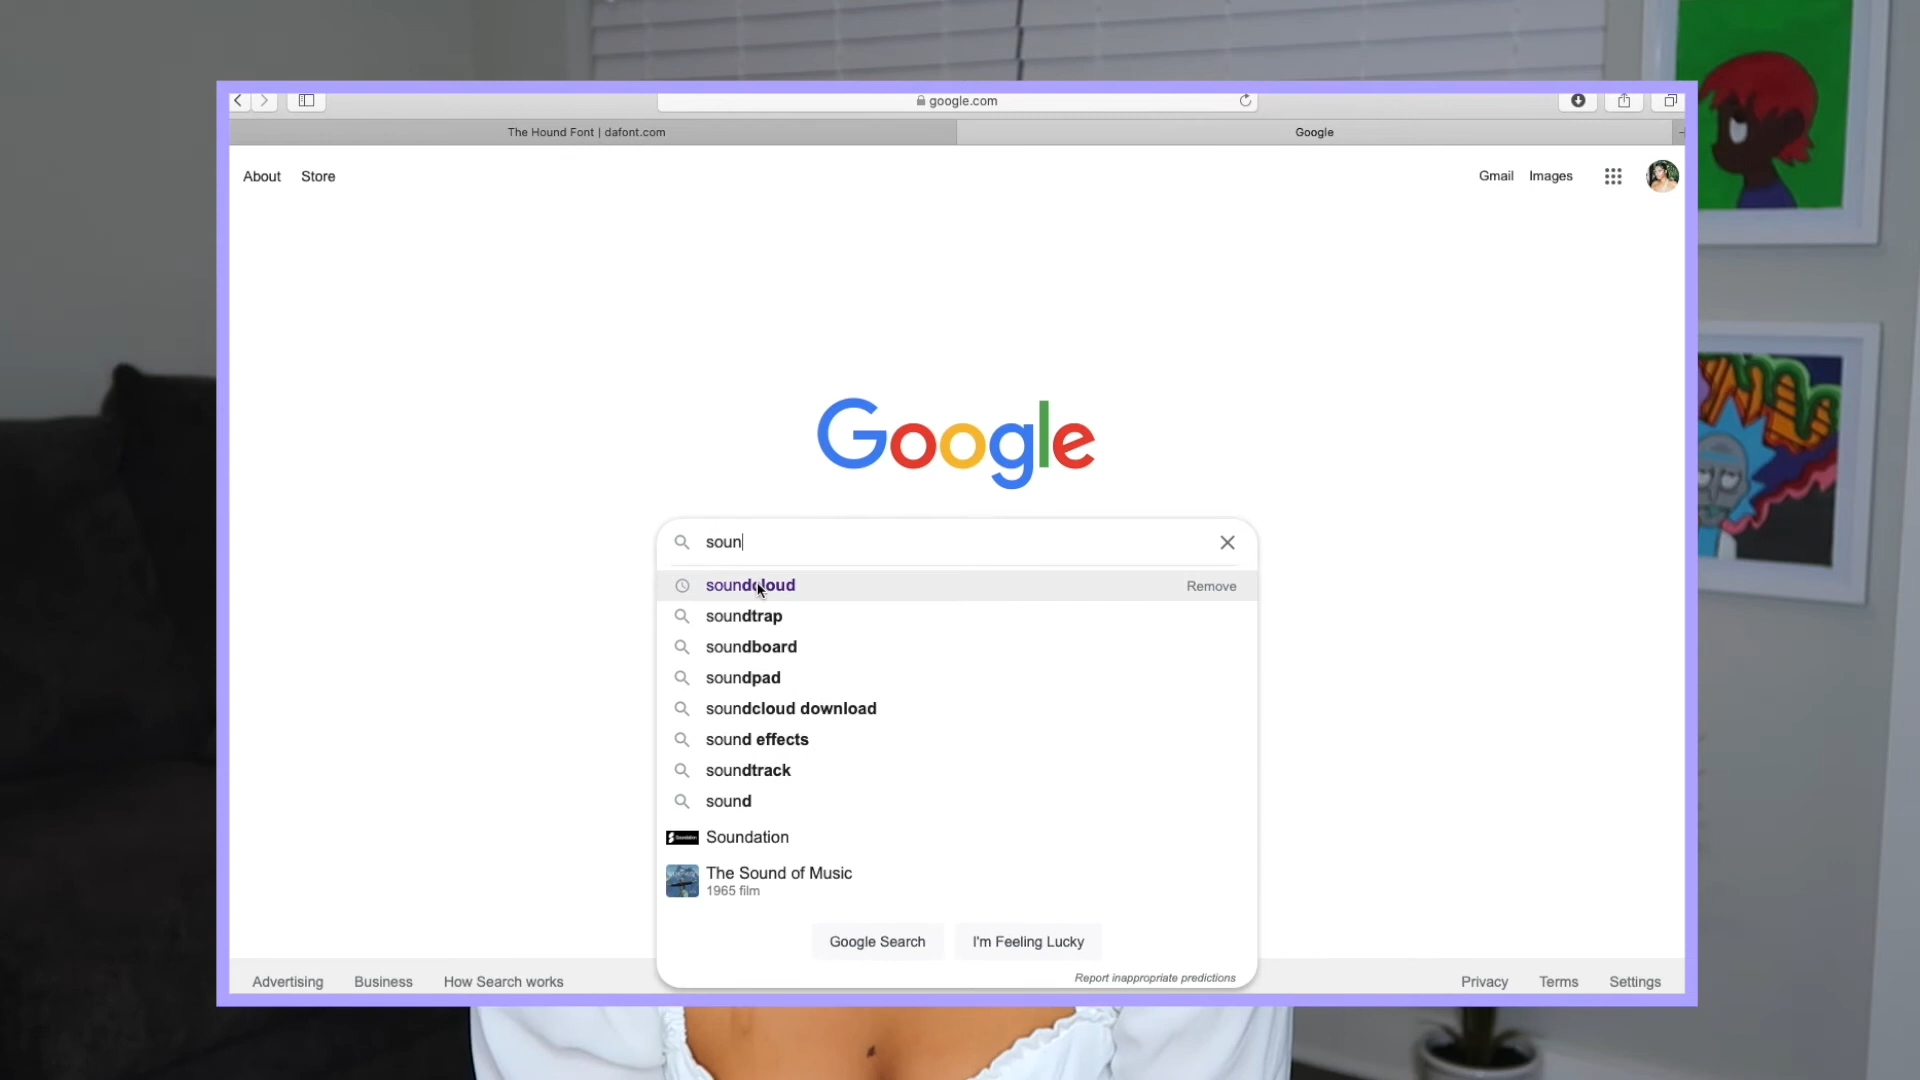 google.com
The Hound Font | dafont.com
Google
About
Store
Gmail
Images
Google
soun
soundcloud
Remove
soundtrap
soundboard
soundpad
soundcloud download
sound effects
soundtrack
sound
Soundation
The Sound of Music
1965 film
Google Search
I'm Feeling Lucky
Report inappropriate predictions
Advertising
Business
How Search works
Privacy
Terms
Settings